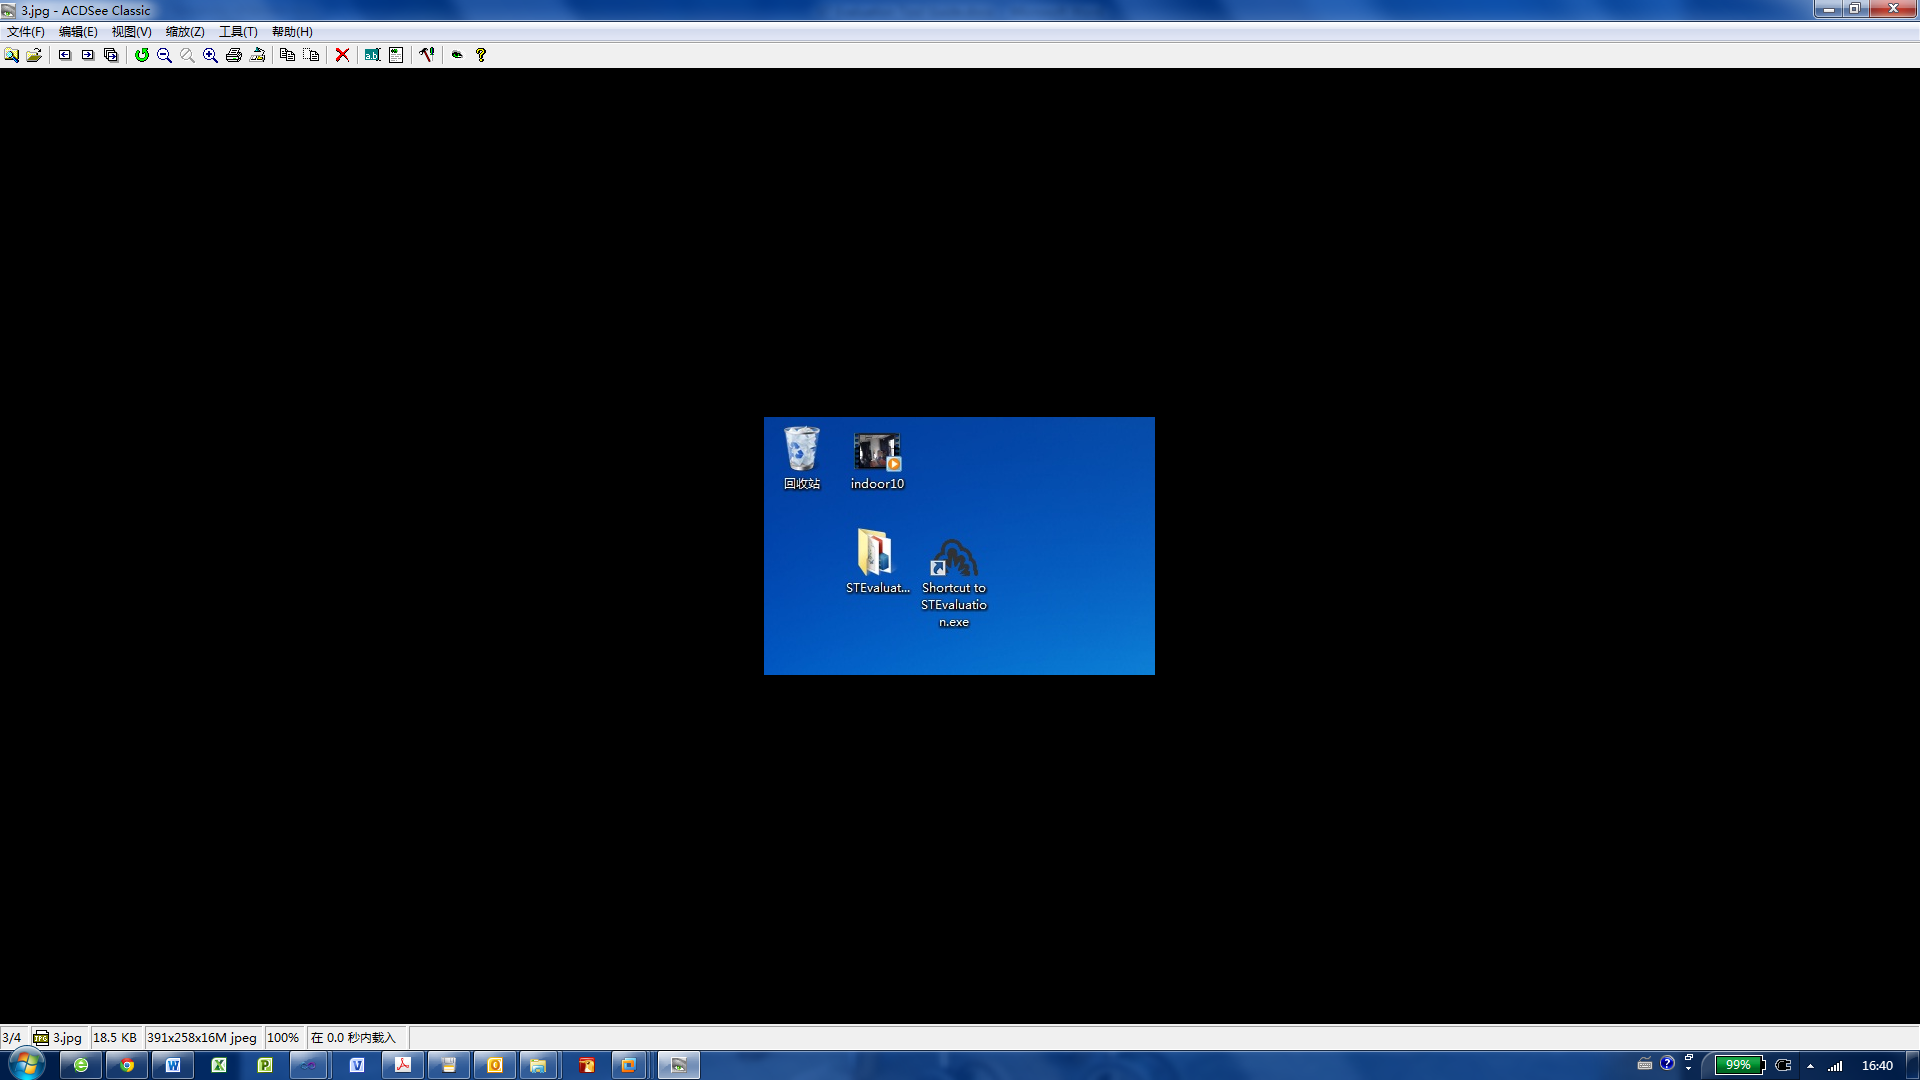 3.jpg - ACDSee Classic
文件(F) 编辑(E) 视图(V) 缩放(Z) 工具(T) 帮助(H)
回收站
indoor10
STEvaluat...
Shortcut to
STEvaluatio
n.exe
3/4 3.jpg 18.5 KB 391x258x16M jpeg 100% 在 0.0 秒内载入
99% 16:40